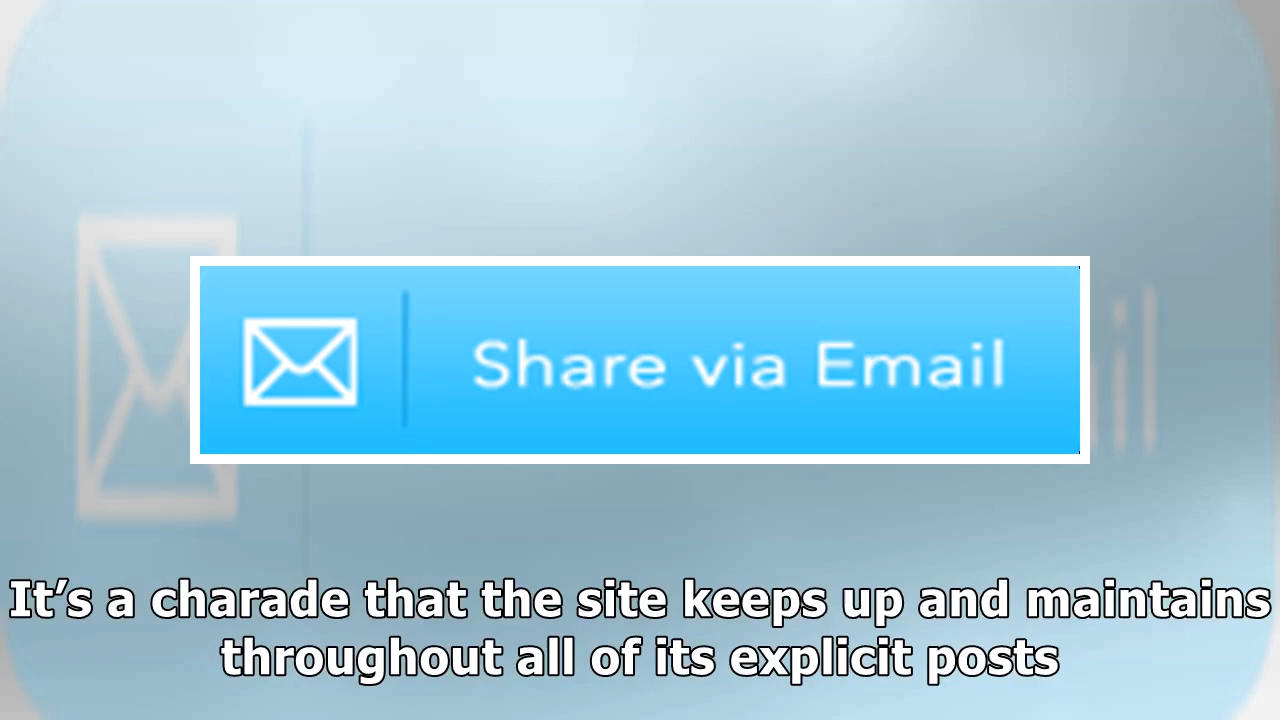 Share via Email
It’s a charade that the site keeps up and maintains
throughout all of its explicit posts